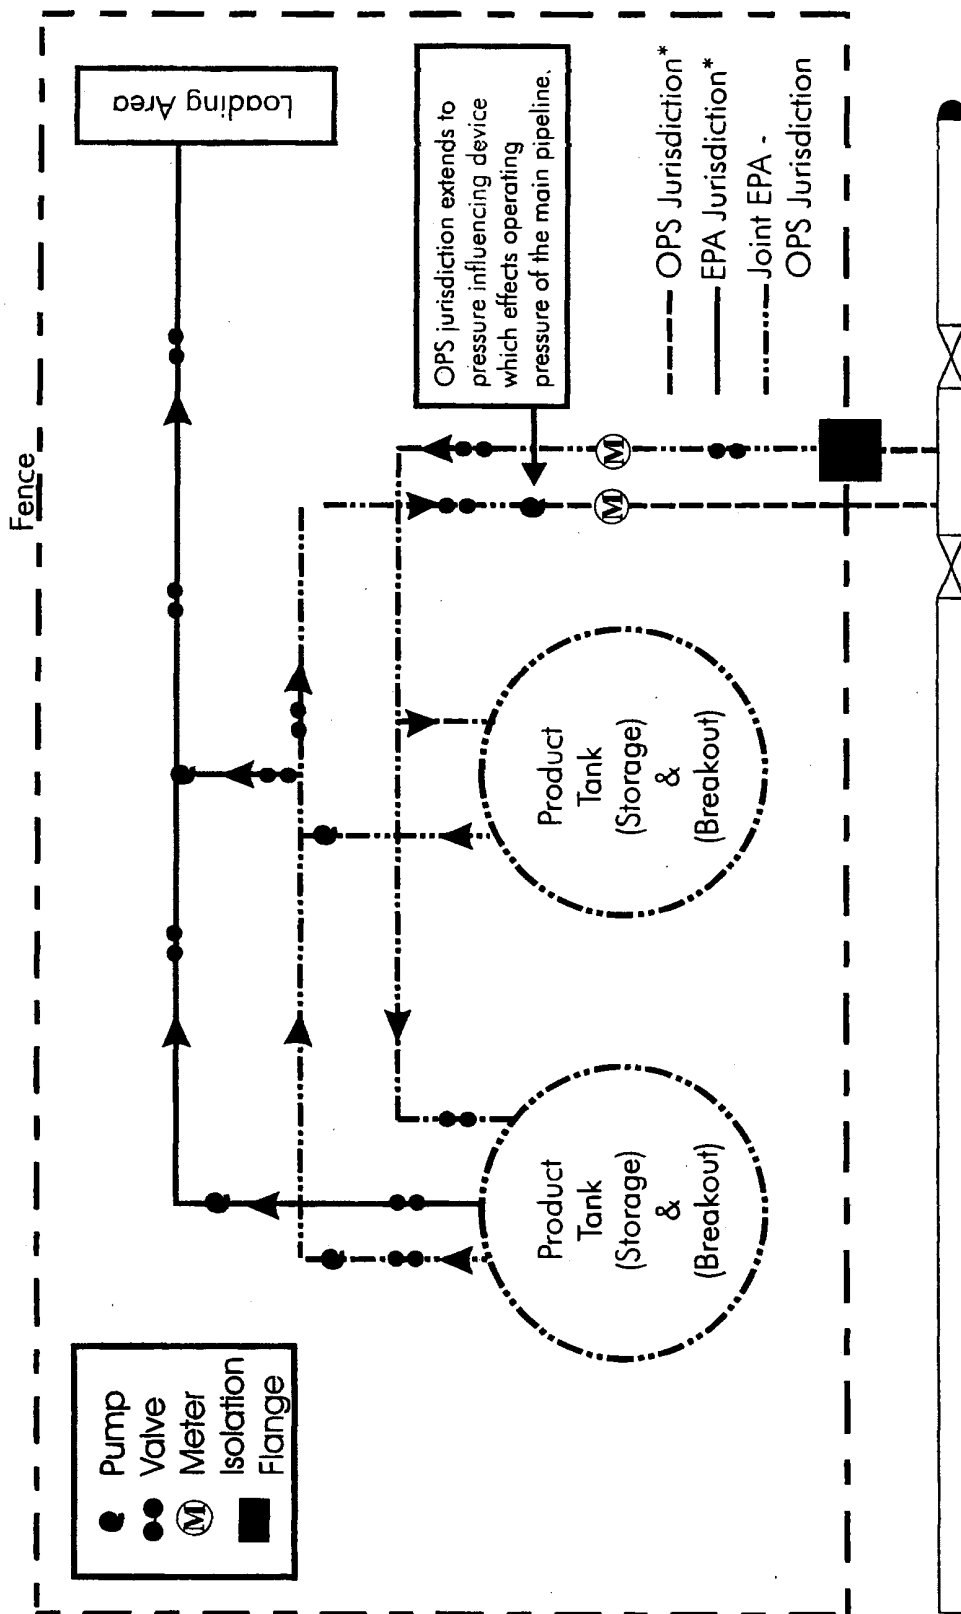 Fence
Loading Area
OPS jurisdiction extends to
pressure influencing device
which effects operating
pressure of the main pipeline.
OPS Jurisdiction*
EPA Jurisdiction*
Joint EPA -
OPS Jurisdiction
M
M
Product
Tank
(Storage)
&
(Breakout)
Product
Tank
(Storage)
&
(Breakout)
Pump
Valve
M Meter
Isolation
Flange